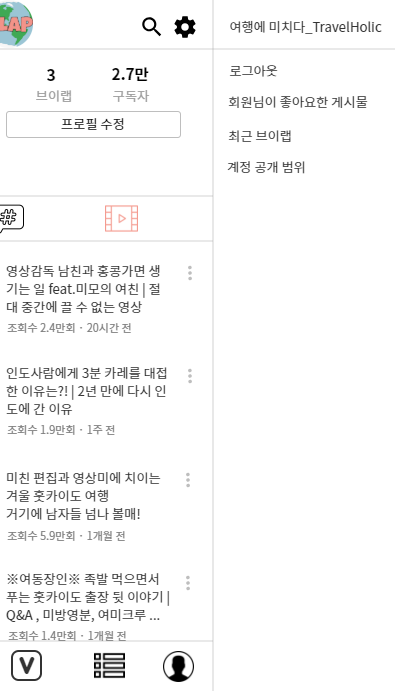 LAP
여행에 미치다_TravelHolic
3
2.7만
브이랩
구독자
프로필 수정
로그아웃
회원님이 좋아요한 게시물
최근 브이랩
계정 공개 범위
#
영상감독 남친과 홍콩가면 생
기는 일 feat.미모의 여친 | 절
대 중간에 끌 수 없는 영상
조회수 2.4만회 · 20시간 전
인도사람에게 3분 카레를 대접
한 이유는?! | 2년 만에 다시 인
도에 간 이유
조회수 1.9만회 · 1주 전
미친 편집과 영상미에 치이는
겨울 훗카이도 여행
거기에 남자들 넘나 볼매!
조회수 5.9만회 · 1개월 전
※여동장인※ 족발 먹으면서
푸는 훗카이도 출장 뒷 이야기 |
Q&A , 미방영분, 여미크루 ...
조회수 1.4만회 · 1개월 전
V